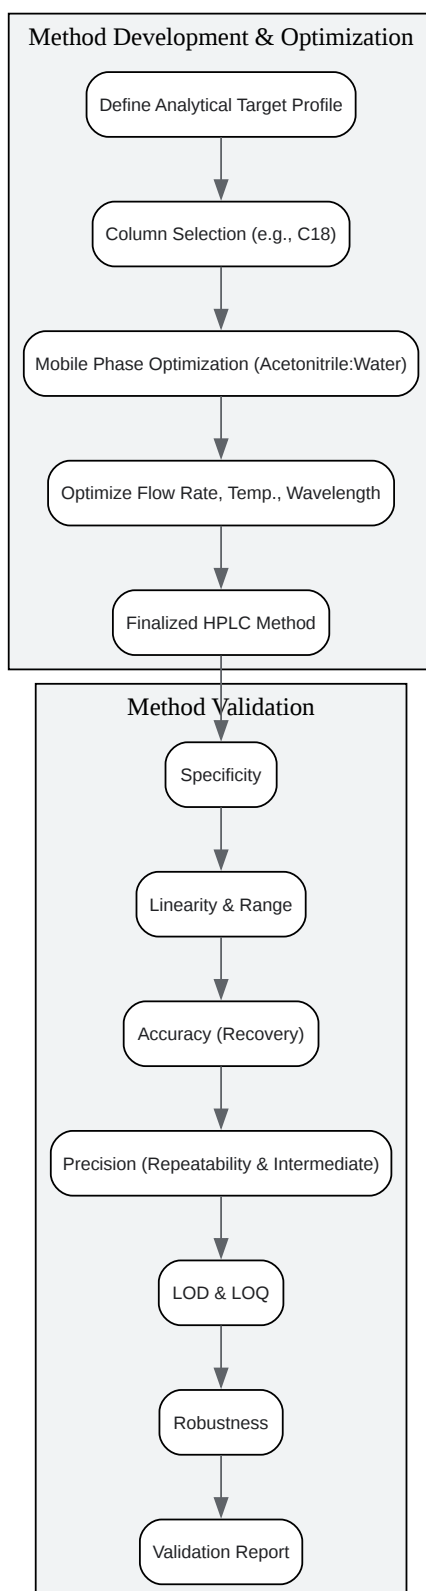 Method Development & Optimization
Define Analytical Target Profile
Column Selection (e.g., C18)
Mobile Phase Optimization (Acetonitrile:Water)
Optimize Flow Rate, Temp., Wavelength
Finalized HPLC Method
Method Validation
Specificity
Linearity & Range
Accuracy (Recovery)
Precision (Repeatability & Intermediate)
LOD & LOQ
Robustness
Validation Report